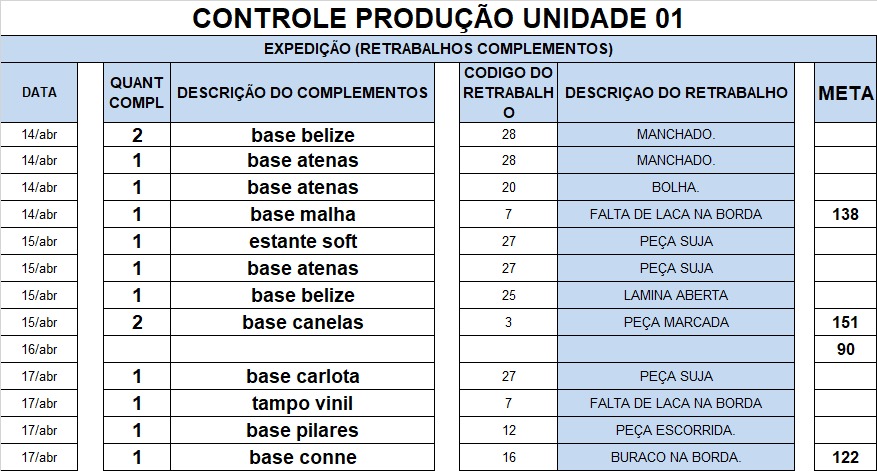 CONTROLE PRODUÇÃO UNIDADE 01
EXPEDIÇÃO (RETRABALHOS COMPLEMENTOS)
DATA QUANT COMPL DESCRIÇÃO DO COMPLEMENTOS CODIGO DO RETRABALHO DESCRIÇAO DO RETRABALHO META
14/abr 2 base belize 28 MANCHADO.
14/abr 1 base atenas 28 MANCHADO.
14/abr 1 base atenas 20 BOLHA.
14/abr 1 base malha 7 FALTA DE LACA NA BORDA 138
15/abr 1 estante soft 27 PEÇA SUJA
15/abr 1 base atenas 27 PEÇA SUJA
15/abr 1 base belize 25 LAMINA ABERTA
15/abr 2 base canelas 3 PEÇA MARCADA 151
16/abr 90
17/abr 1 base carlota 27 PEÇA SUJA
17/abr 1 tampo vinil 7 FALTA DE LACA NA BORDA
17/abr 1 base pilares 12 PEÇA ESCORRIDA.
17/abr 1 base conne 16 BURACO NA BORDA. 122